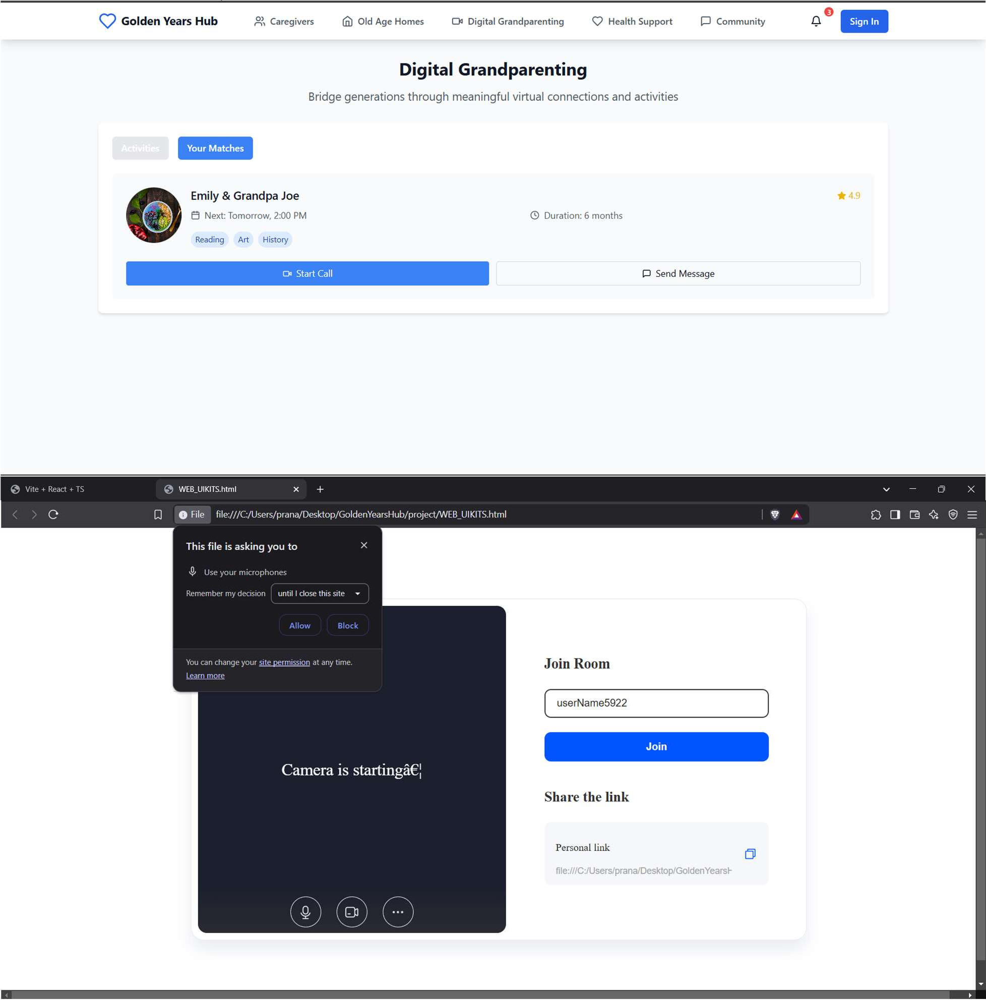 Golden Years Hub Caregivers Old Age Homes Digital Grandparenting Health Support Community 3 Sign In
Digital Grandparenting
Bridge generations through meaningful virtual connections and activities
Activities Your Matches
Emily & Grandpa Joe 4.9
Next: Tomorrow, 2:00 PM Duration: 6 months
Reading Art History
Start Call Send Message
Vite + React + TS WEB_UIKITS.html
File file:///C:/Users/prana/Desktop/GoldenYearsHub/project/WEB_UIKITS.html
This file is asking you to
Use your microphones
Remember my decision until I close this site
Allow Block
You can change your site permission at any time.
Learn more
Camera is startingâ€¦
Join Room
userName5922
Join
Share the link
Personal link
file:///C:/Users/prana/Desktop/GoldenYearsH